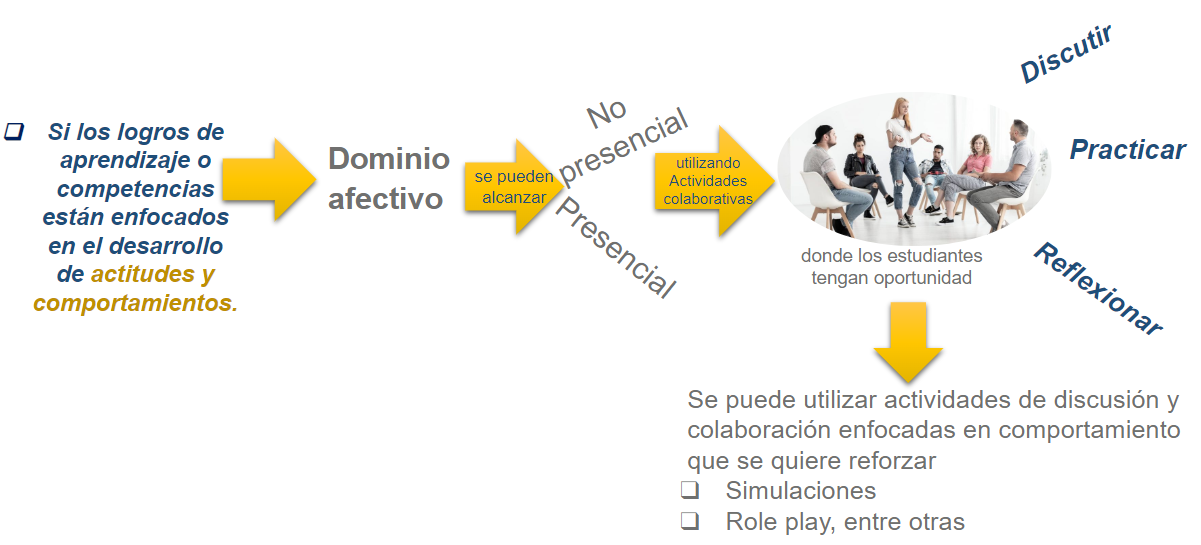 ❑ Si los logros de
aprendizaje o
competencias
están enfocados
en el desarrollo
de actitudes y
comportamientos.
Dominio
afectivo
se pueden
alcanzar
No
presencial
Presencial
utilizando
Actividades
colaborativas
donde los estudiantes
tengan oportunidad
Discutir
Practicar
Reflexionar
Se puede utilizar actividades de discusión y
colaboración enfocadas en comportamiento
que se quiere reforzar
❑ Simulaciones
❑ Role play, entre otras